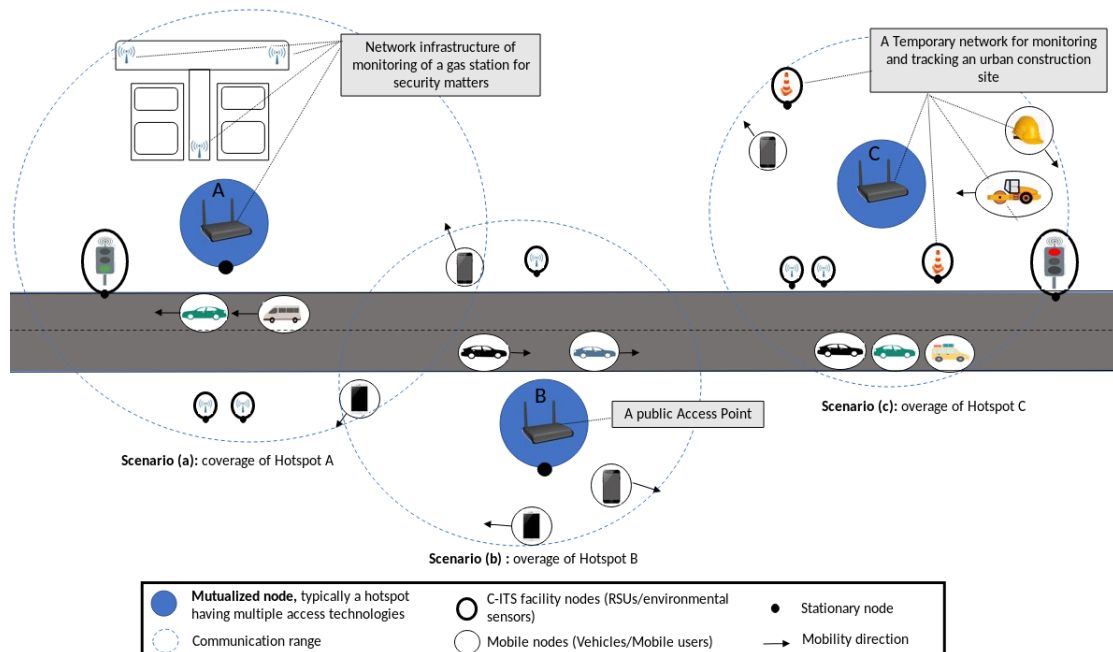 Network infrastructure of
monitoring of a gas station for
security matters
A Temporary network for monitoring
and tracking an urban construction
site
A
C
B
A public Access Point
Scenario (a): coverage of Hotspot A
Scenario (c): overage of Hotspot C
Scenario (b) : overage of Hotspot B
Mutualized node, typically a hotspot
having multiple access technologies
Communication range
C-ITS facility nodes (RSUs/environmental
sensors)
Mobile nodes (Vehicles/Mobile users)
Stationary node
Mobility direction